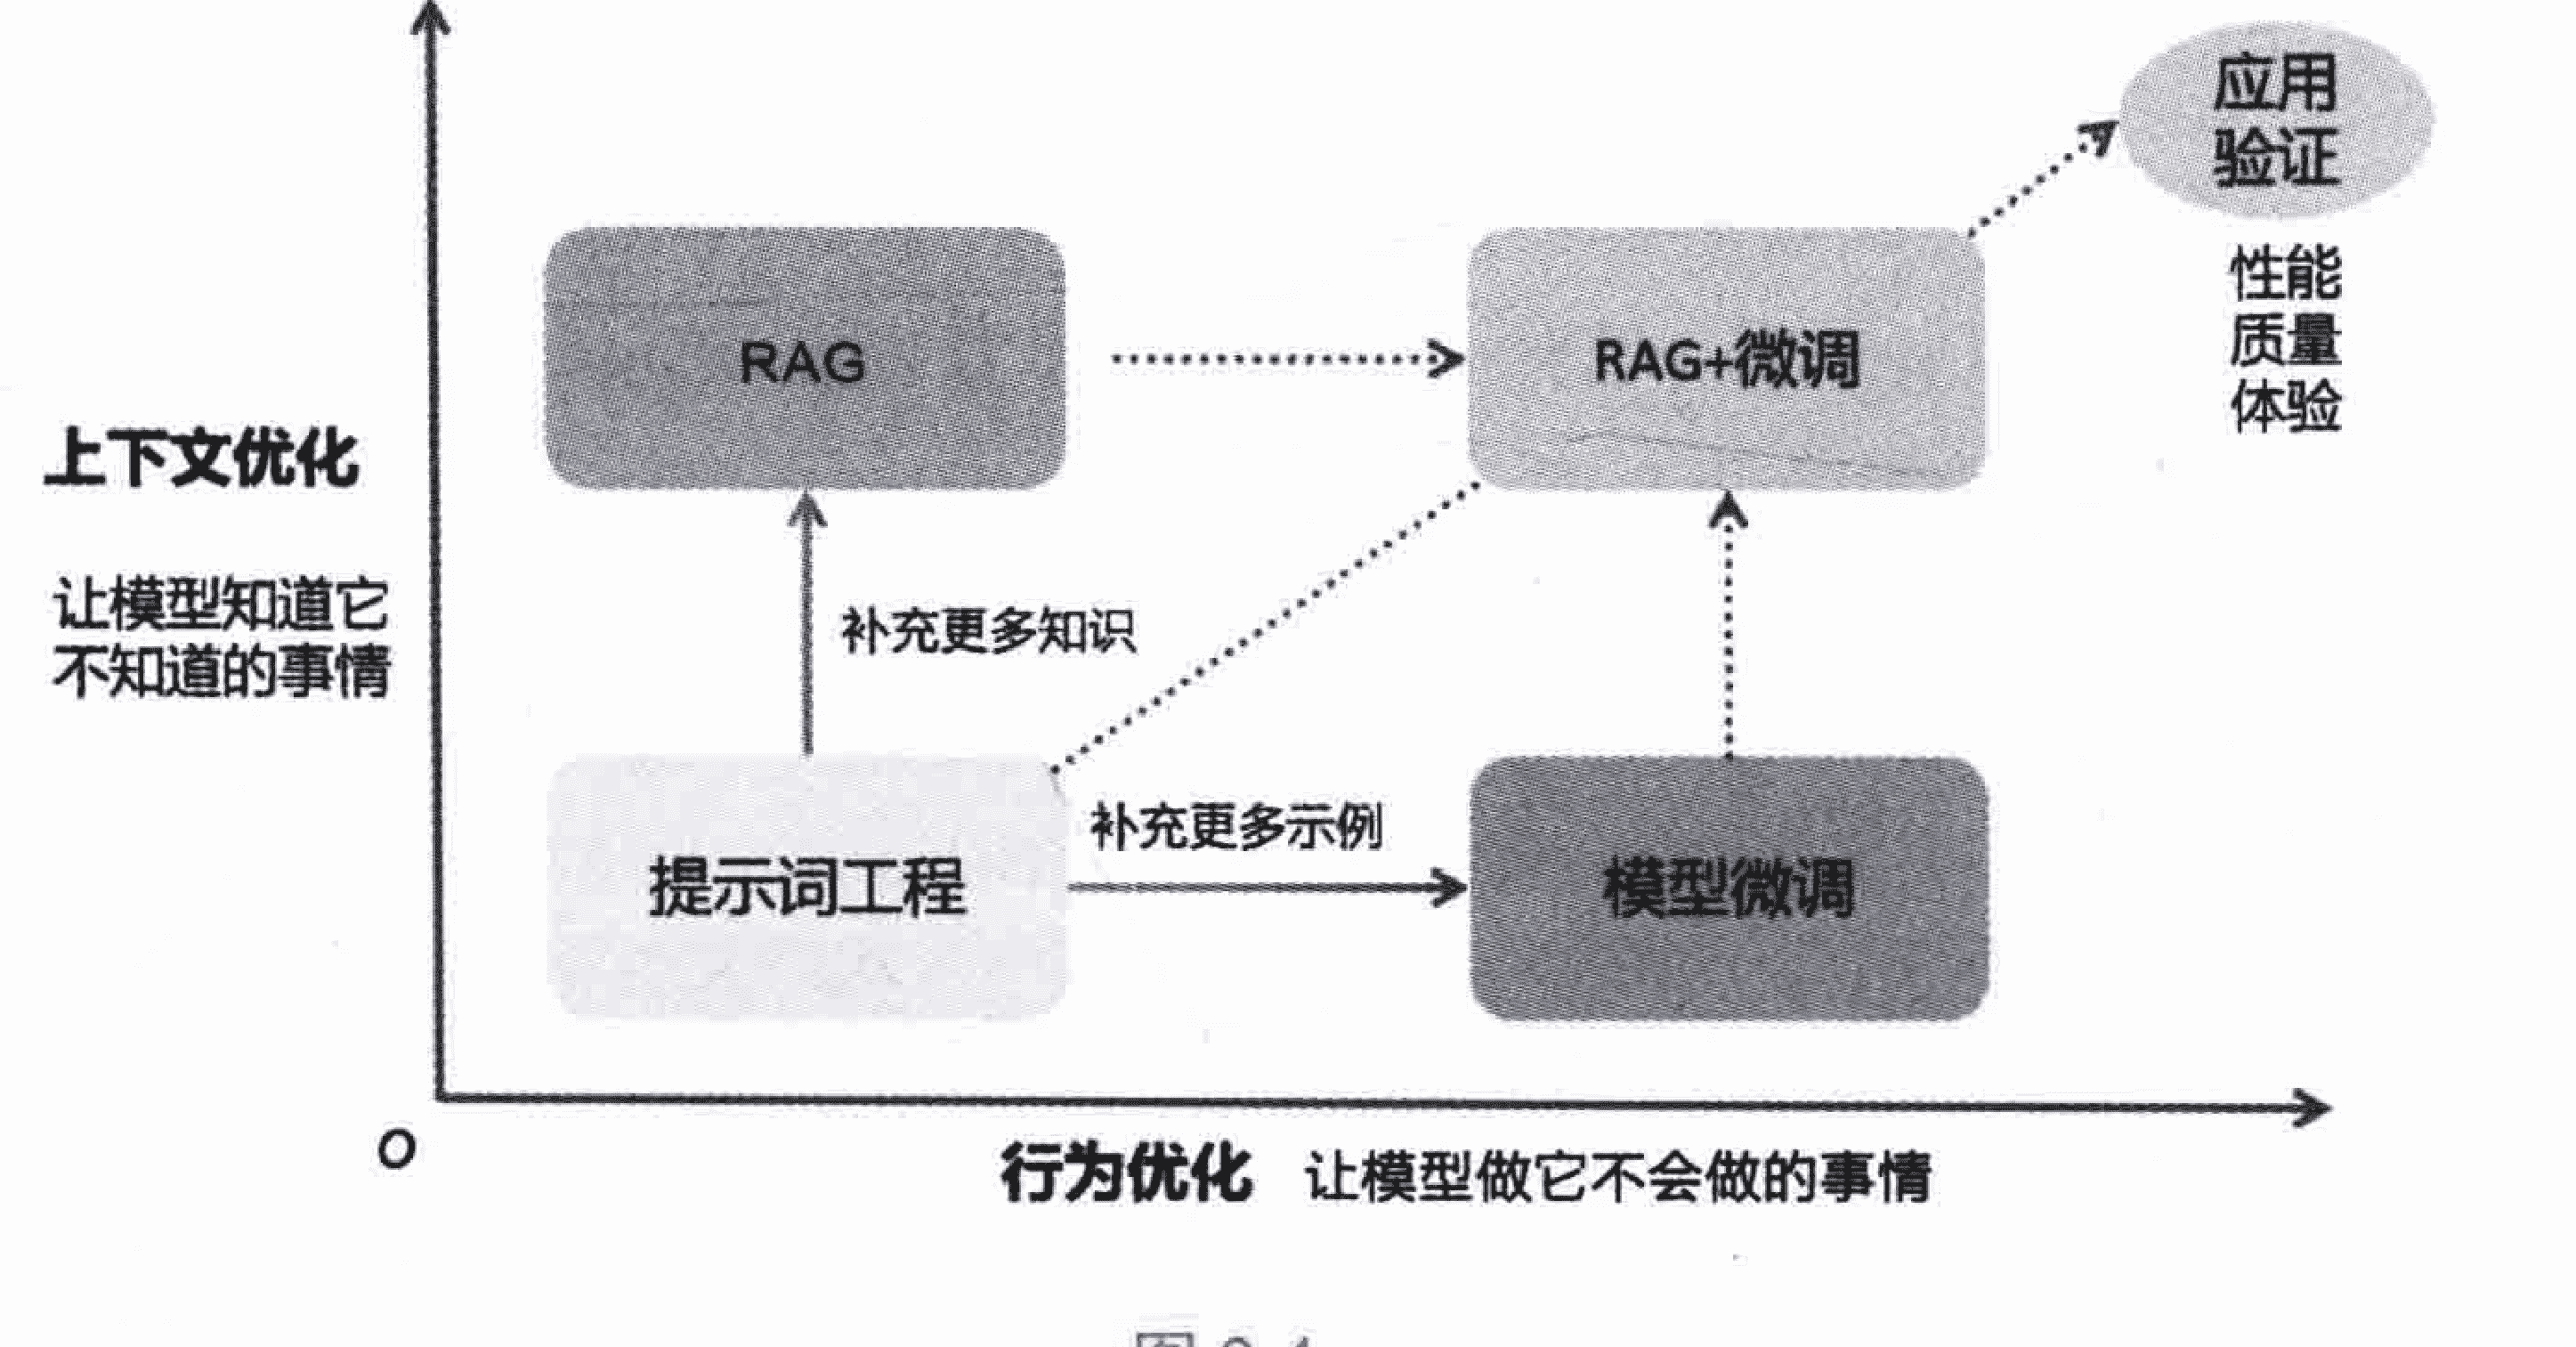 应用
验证
性能
质量
体验
RAG
RAG+微调
上下文优化
让模型知道它
不知道的事情
补充更多知识
补充更多示例
提示词工程
模型微调
O
行为优化 让模型做它不会做的事情